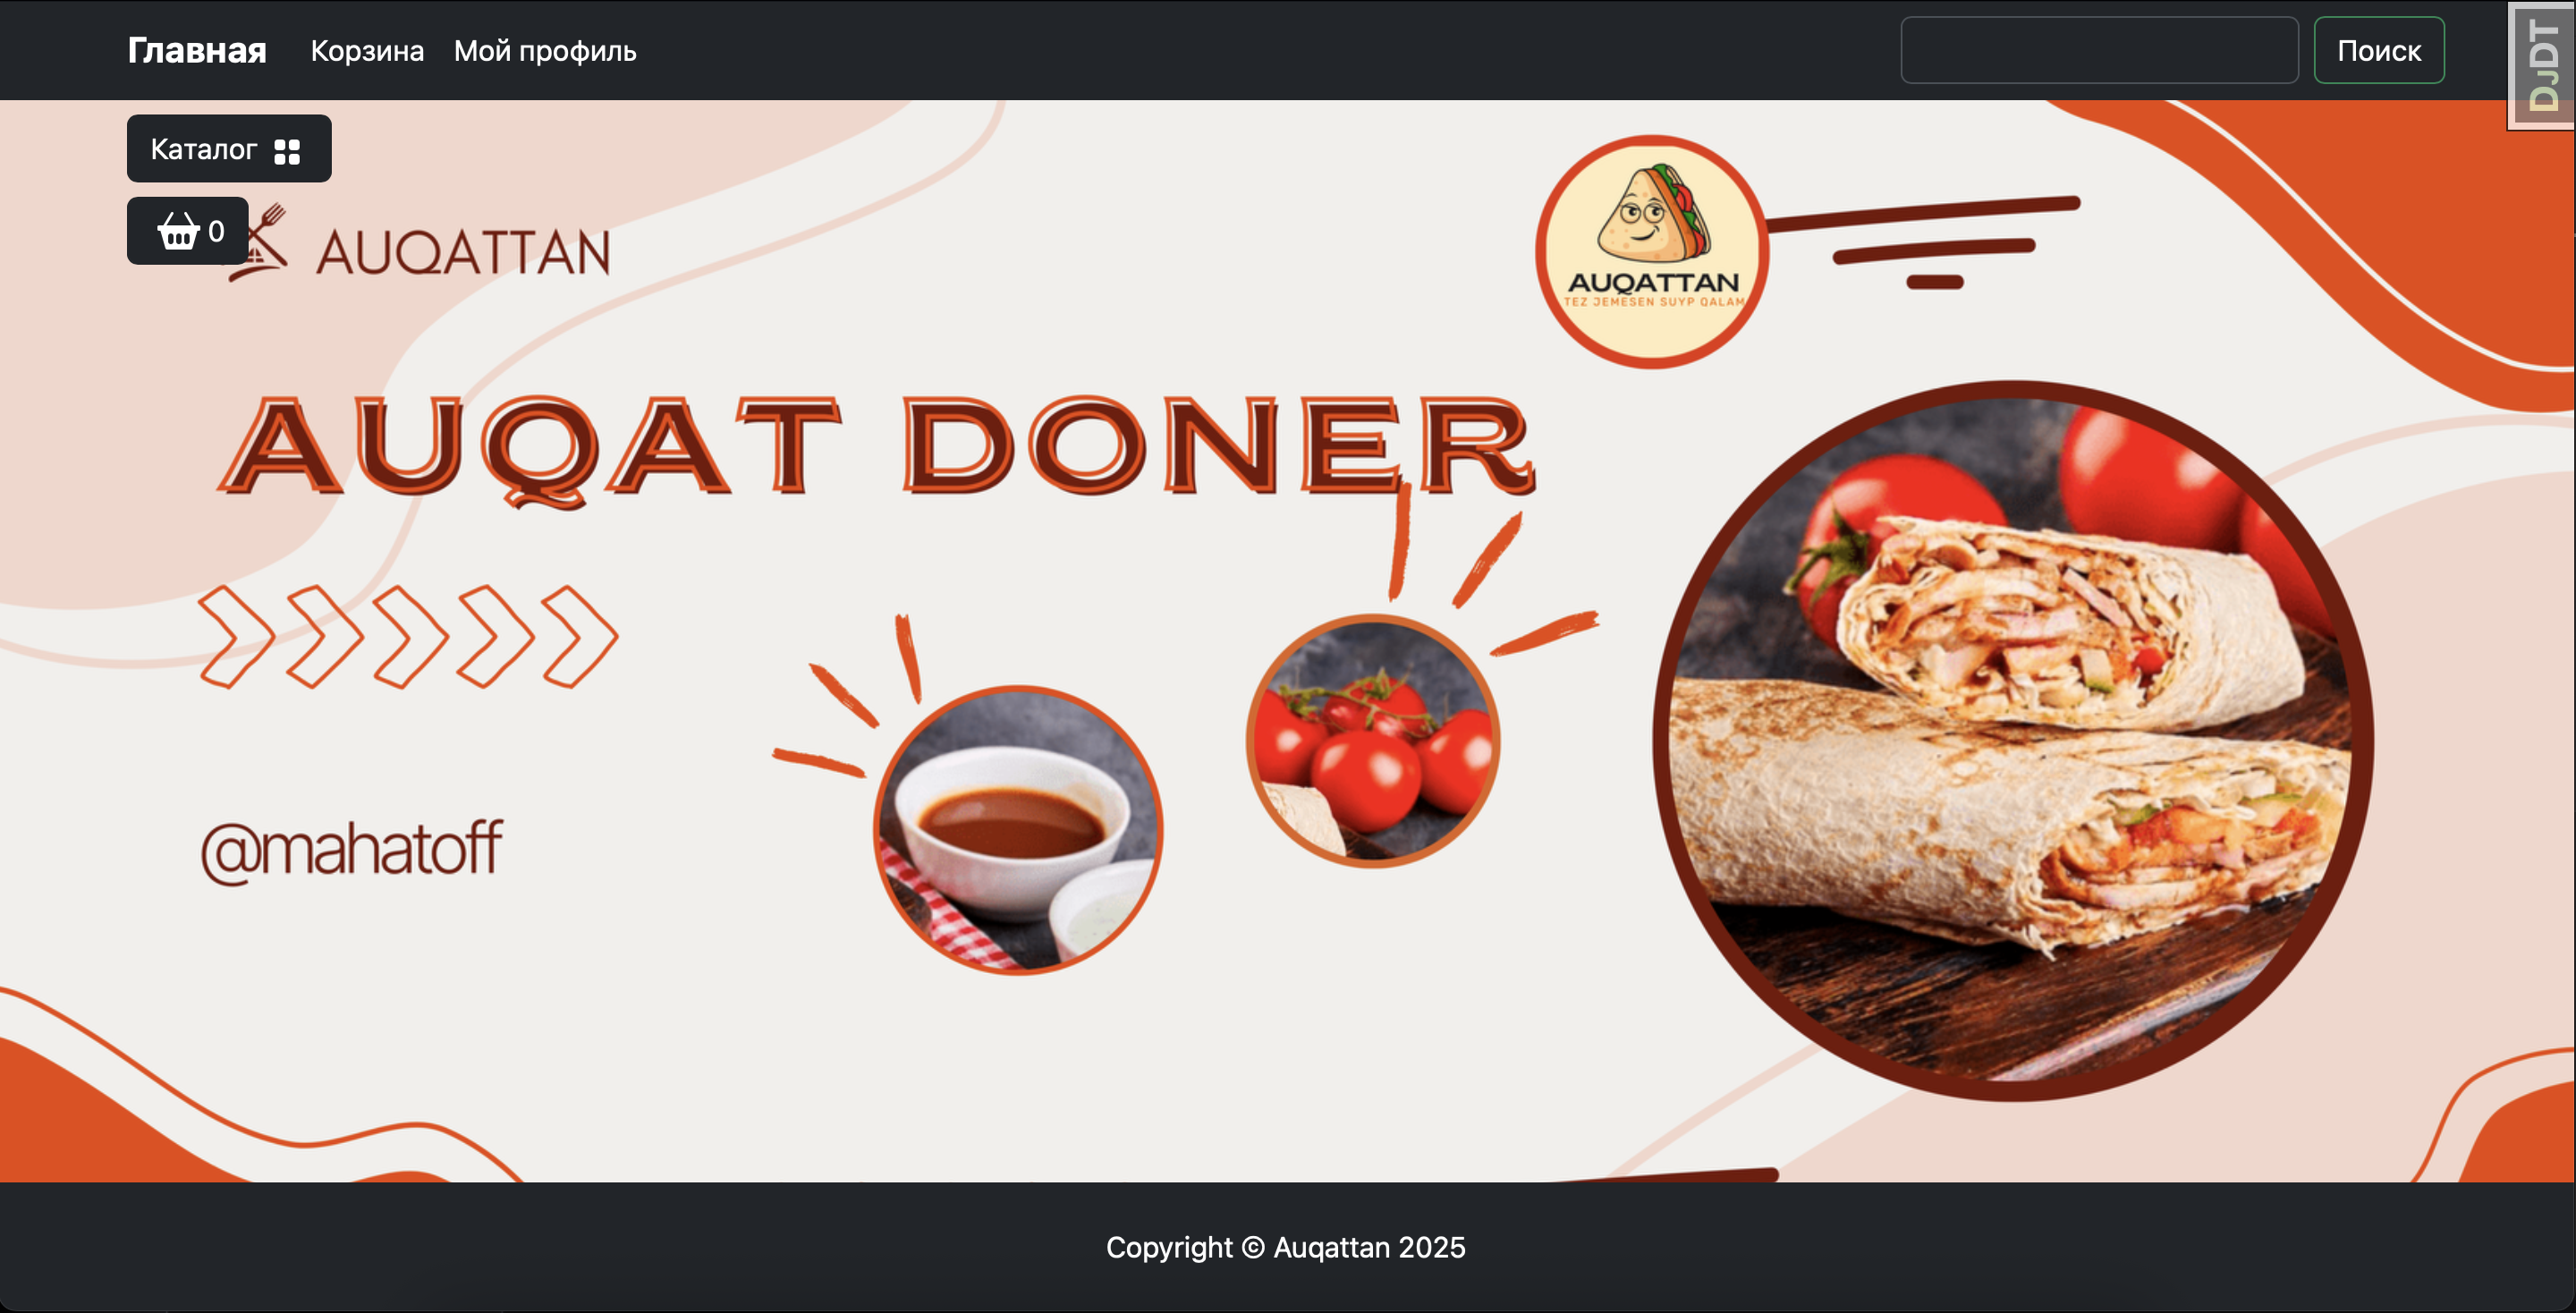 Главная Корзина Мой профиль Поиск
DJDT
Каталог
0
AUQATTAN
AUQATTAN
TEZ JEMESEN SUYP QALAM
AUQAT DONER
@mahatoff
Copyright © Auqattan 2025